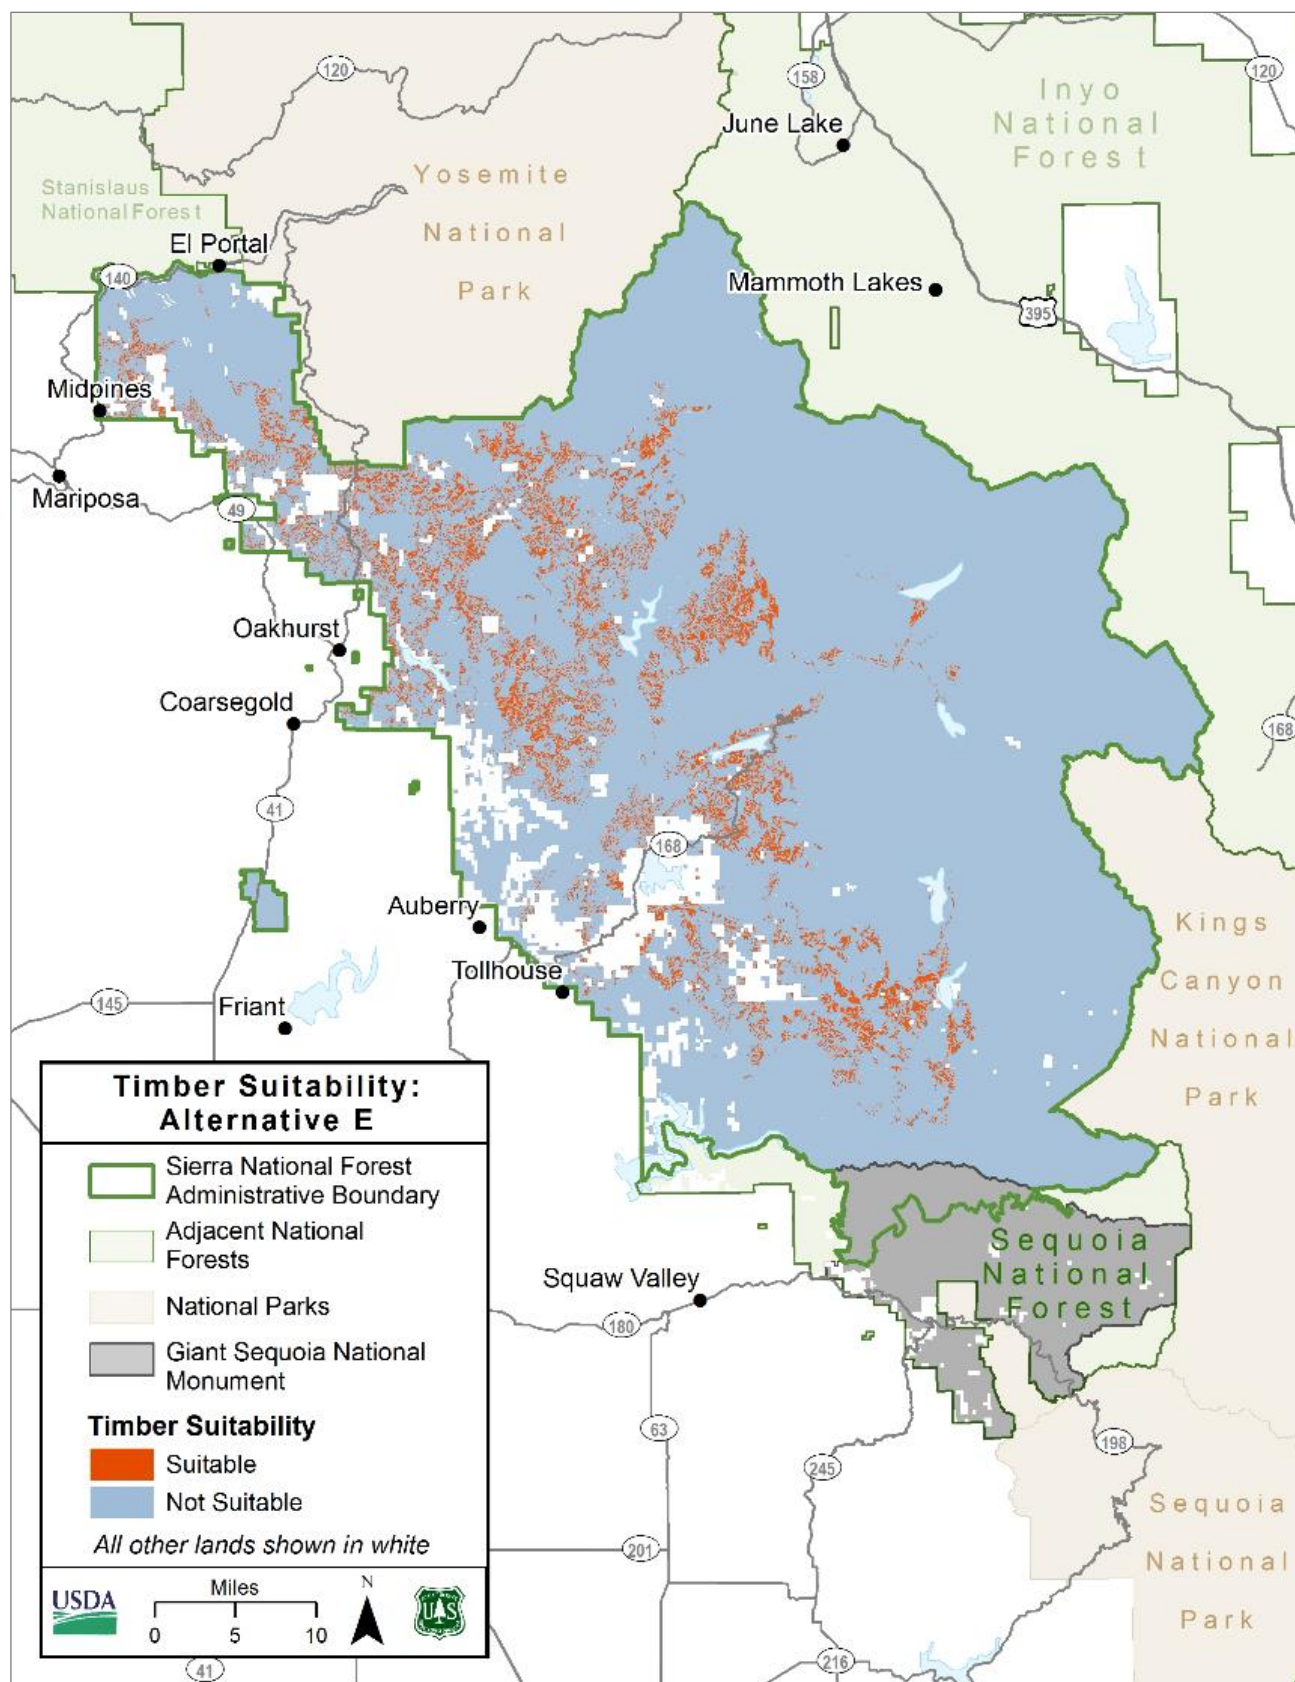 120
158
120
June Lake
Inyo
National
Forest
Yosemite
National
Park
Stanislaus
National Forest
El Portal
140
Mammoth Lakes
395
Midpines
Mariposa
49
Oakhurst
Coarsegold
168
41
168
Auberry
Kings
Canyon
National
Park
Tollhouse
145
Friant
Timber Suitability:
Alternative E
Sierra National Forest
Administrative Boundary
Adjacent National
Forests
National Parks
Giant Sequoia National
Monument
Timber Suitability
Suitable
Not Suitable
All other lands shown in white
USDA
Miles
0 5 10
N
US
Sequoia
National
Forest
Squaw Valley
180
63
198
245
Sequoia
National
Park
201
216
41